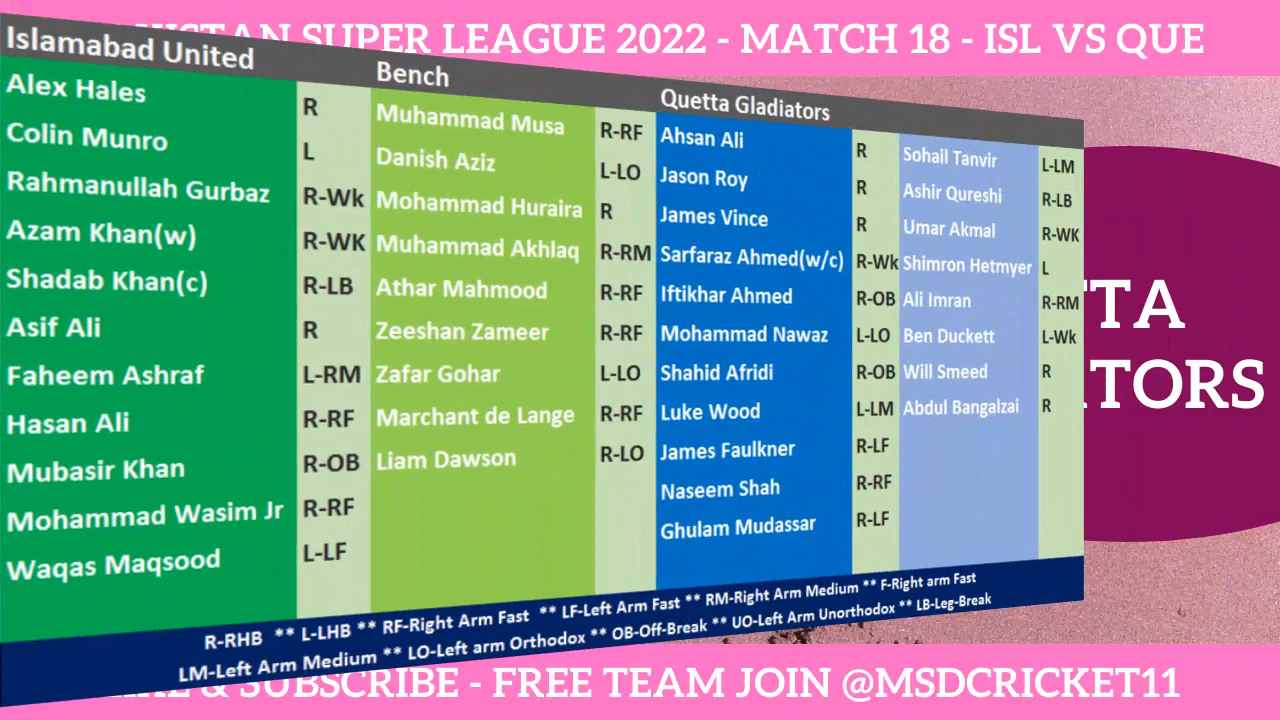 SUPER LEAGUE 2022 - MATCH 18 - ISL VS QUE
Islamabad United
Alex Hales R
Colin Munro L
Rahmanullah Gurbaz R-Wk
Azam Khan(w) R-WK
Shadab Khan(c) R-LB
Asif Ali R
Faheem Ashraf L-RM
Hasan Ali R-RF
Mubasir Khan R-OB
Mohammad Wasim Jr R-RF
Waqas Maqsood L-LF
Bench
Muhammad Musa R-RF
Danish Aziz L-LO
Mohammad Huraira R
Muhammad Akhlaq R-RM
Athar Mahmood R-RF
Zeeshan Zameer R-RF
Zafar Gohar L-LO
Marchant de Lange R-RF
Liam Dawson R-LO
Quetta Gladiators
Ahsan Ali R
Jason Roy R
James Vince R
Sarfaraz Ahmed(w/c) R-Wk
Iftikhar Ahmed R-OB
Mohammad Nawaz L-LO
Shahid Afridi R-OB
Luke Wood L-LM
James Faulkner R-LF
Naseem Shah R-RF
Ghulam Mudassar R-LF
Sohail Tanvir L-LM
Ashir Qureshi R-LB
Umar Akmal R-WK
Shimron Hetmyer L
Ali Imran R-RM
Ben Duckett L-Wk
Will Smeed R
Abdul Bangalzai R
TTA
TORS
R-RHB ** L-LHB ** RF-Right Arm Fast ** LF-Left Arm Fast ** RM-Right Arm Medium ** F-Right arm Fast
LM-Left Arm Medium ** LO-Left arm Orthodox ** OB-Off-Break ** UO-Left Arm Unorthodox ** LB-Leg-Break
& SUBSCRIBE - FREE TEAM JOIN @MSDCRICKET11